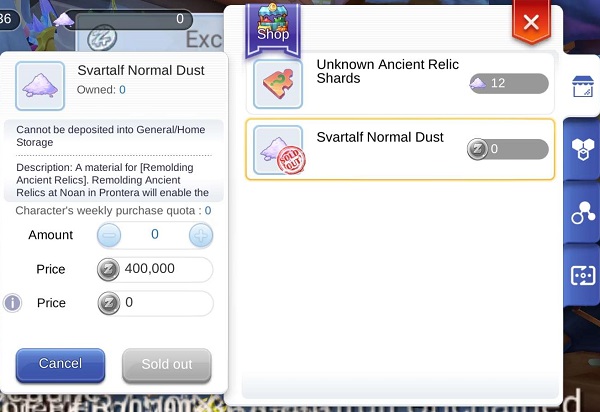 36
0
Exc
Shop
Svartalf Normal Dust
Owned: 0
Cannot be deposited into General/Home
Storage
Description: A material for [Remolding
Ancient Relics]. Remolding Ancient
Relics at Noan in Prontera will enable the
Character's weekly purchase quota : 0
Amount
0
Price
Z
400,000
Price
Z
0
Cancel
Sold out
Unknown Ancient Relic
Shards
12
Svartalf Normal Dust
SOLD OUT
Z
0